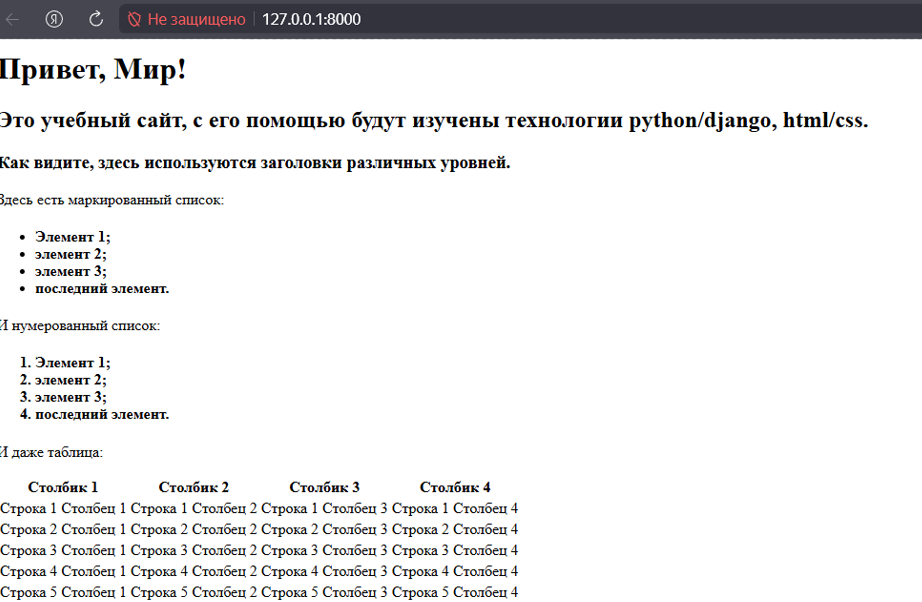 Не защищено 127.0.0.1:8000
Привет, Мир!
Это учебный сайт, с его помощью будут изучены технологии python/django, html/css.
Как видите, здесь используются заголовки различных уровней.
Здесь есть маркированный список:
• Элемент 1;
• элемент 2;
• элемент 3;
• последний элемент.
И нумерованный список:
1. Элемент 1;
2. элемент 2;
3. элемент 3;
4. последний элемент.
И даже таблица:
Столбик 1 Столбик 2 Столбик 3 Столбик 4
Строка 1 Столбец 1 Строка 1 Столбец 2 Строка 1 Столбец 3 Строка 1 Столбец 4
Строка 2 Столбец 1 Строка 2 Столбец 2 Строка 2 Столбец 3 Строка 2 Столбец 4
Строка 3 Столбец 1 Строка 3 Столбец 2 Строка 3 Столбец 3 Строка 3 Столбец 4
Строка 4 Столбец 1 Строка 4 Столбец 2 Строка 4 Столбец 3 Строка 4 Столбец 4
Строка 5 Столбец 1 Строка 5 Столбец 2 Строка 5 Столбец 3 Строка 5 Столбец 4